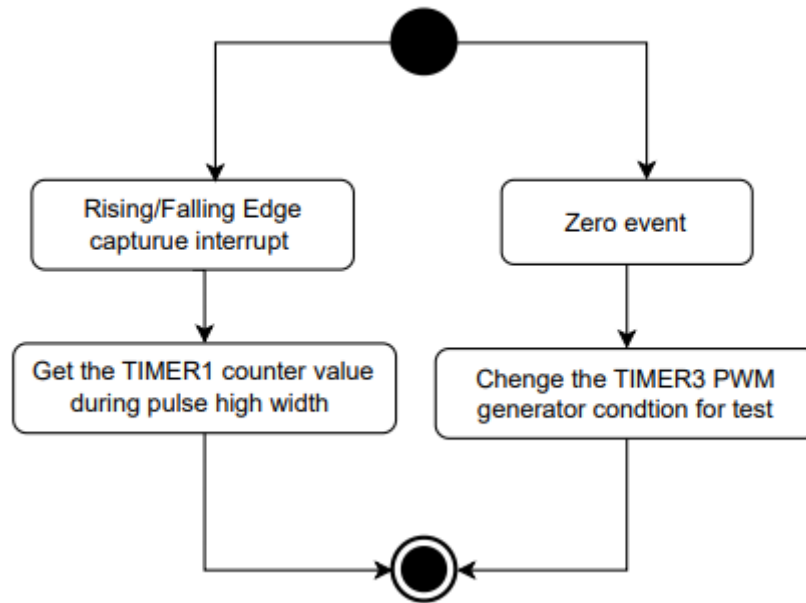 Rising/Falling Edge
capturue interrupt
Zero event
Get the TIMER1 counter value
during pulse high width
Chenge the TIMER3 PWM
generator condtion for test